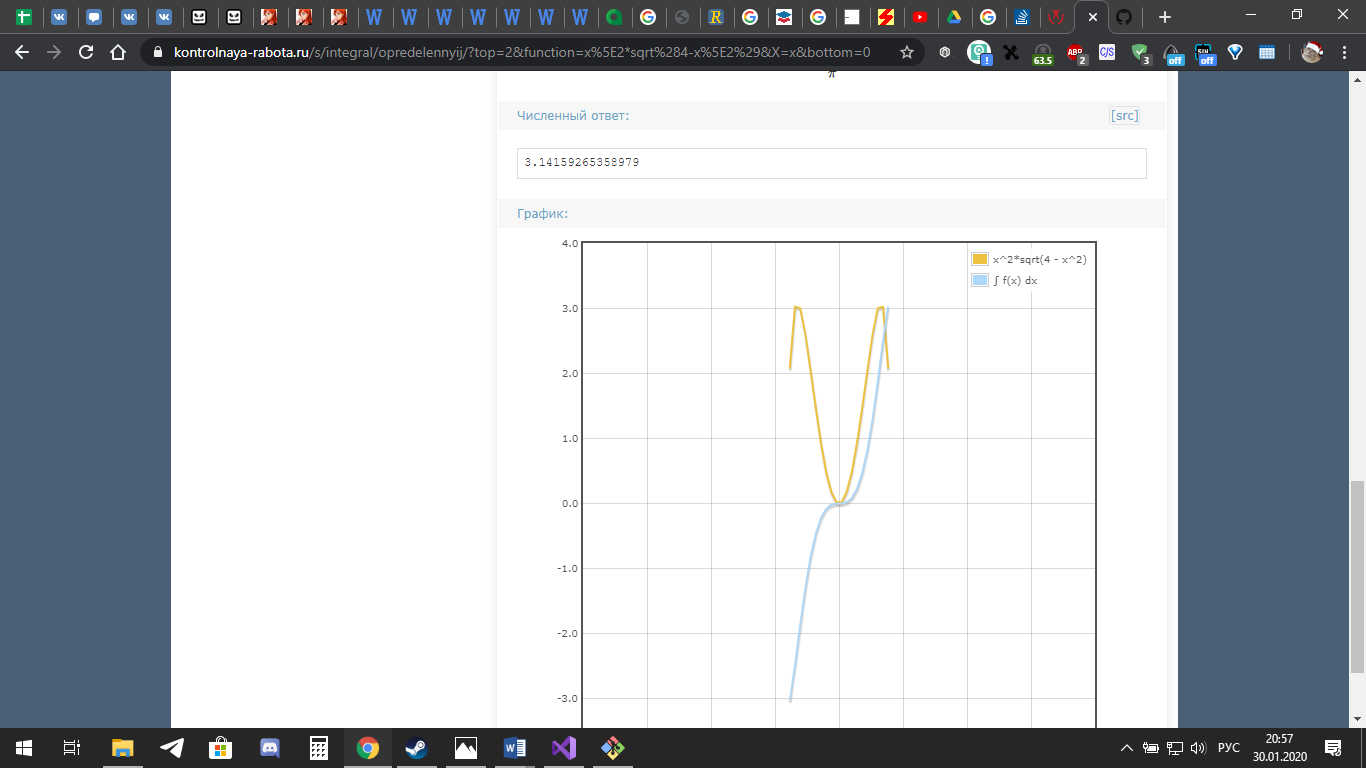 kontrolnaya-rabota.ru/s/integral/opredelennyij/?top=2&function=x%5E2*sqrt%284-x%5E2%29&X=x&bottom=0
63.5
ABP
2
C/S
3
off
off
π
Численный ответ:
[src]
3.14159265358979
График:
4.0
x^2*sqrt(4 - x^2)
∫ f(x) dx
3.0
2.0
1.0
0.0
-1.0
-2.0
-3.0
РУС
20:57
30.01.2020